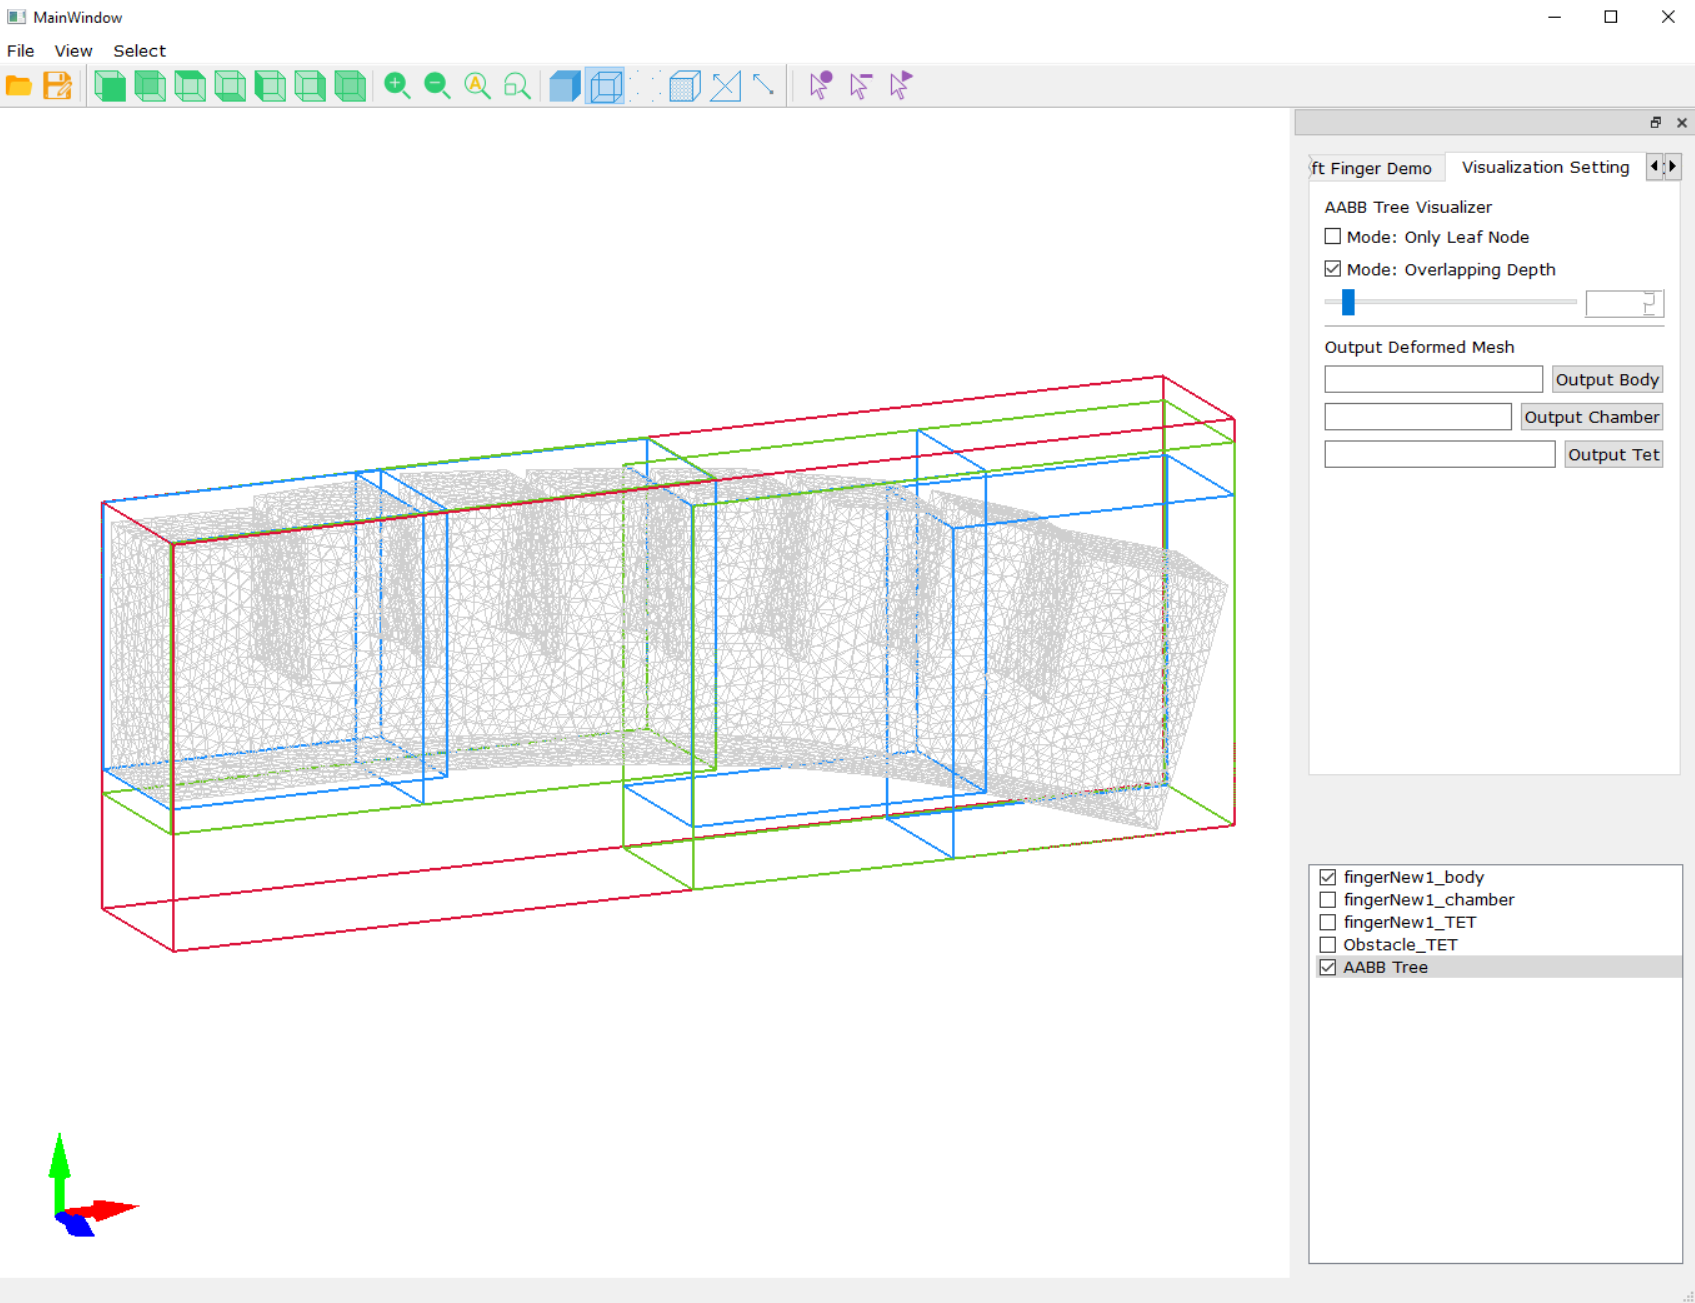 MainWindow
File View Select
ft Finger Demo Visualization Setting
AABB Tree Visualizer
Mode: Only Leaf Node
Mode: Overlapping Depth
2
Output Deformed Mesh
Output Body
Output Chamber
Output Tet
fingerNew1_body
fingerNew1_chamber
fingerNew1_TET
Obstacle_TET
AABB Tree